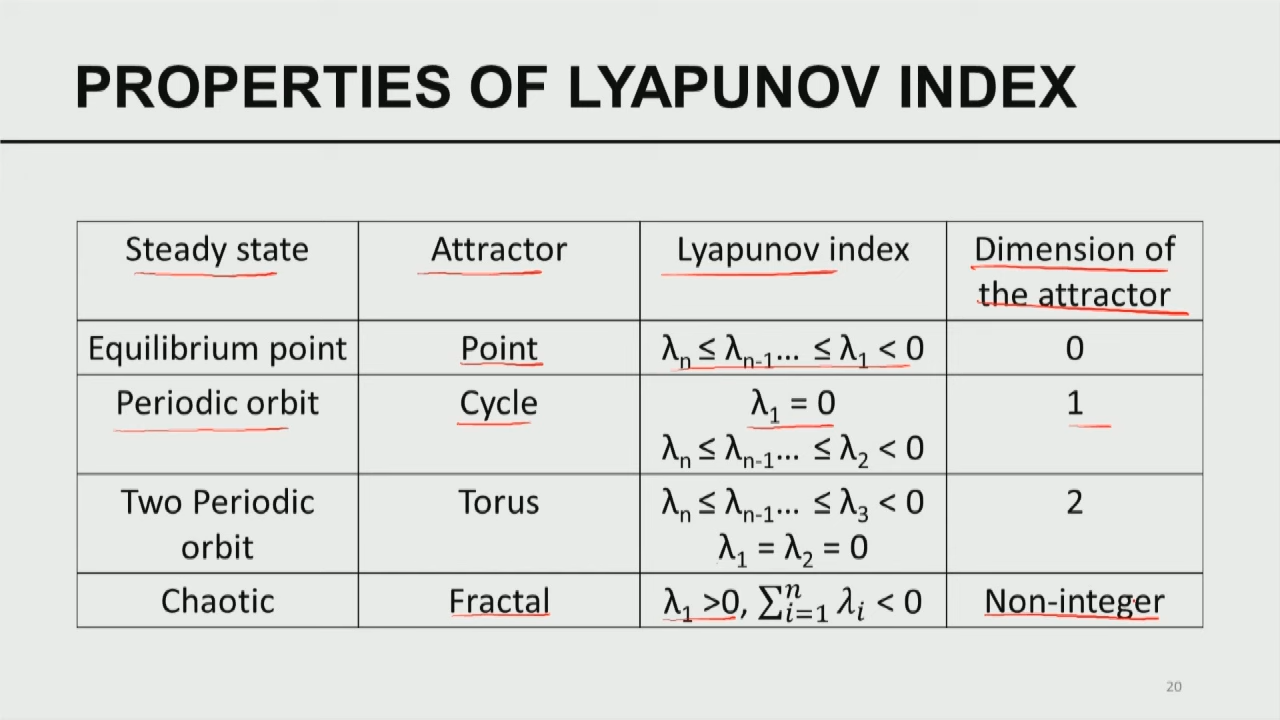 PROPERTIES OF LYAPUNOV INDEX
Steady state Attractor Lyapunov index Dimension of
the attractor
Equilibrium point Point λn ≤ λn-1... ≤ λ1 < 0 0
Periodic orbit Cycle λ1 = 0 1
λn ≤ λn-1... ≤ λ2 < 0
Two Periodic Torus λn ≤ λn-1... ≤ λ3 < 0 2
orbit λ1 = λ2 = 0
Chaotic Fractal λ1 >0, ∑ni=1 λi < 0 Non-integer
20